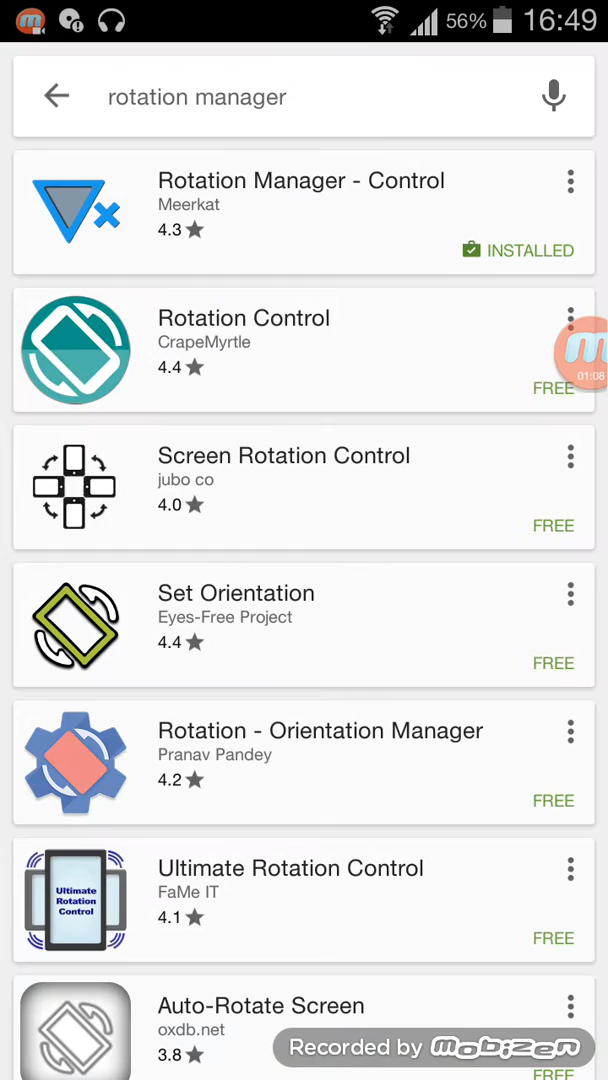 56% 16:49
rotation manager
Rotation Manager - Control
Meerkat
4.3
INSTALLED
Rotation Control
CrapeMyrtle
4.4
01:08
FREE
Screen Rotation Control
jubo co
4.0
FREE
Set Orientation
Eyes-Free Project
4.4
FREE
Rotation - Orientation Manager
Pranav Pandey
4.2
FREE
Ultimate
Rotation
Control
Ultimate Rotation Control
FaMe IT
4.1
FREE
Auto-Rotate Screen
oxdb.net
3.8
Recorded by mobizen
FREE